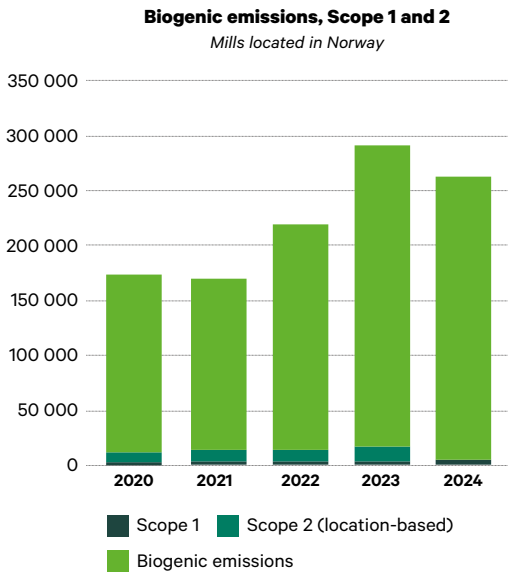 Biogenic emissions, Scope 1 and 2
Mills located in Norway
350 000
300 000
250 000
200 000
150 000
100 000
50 000
0
2020 2021 2022 2023 2024
Scope 1 Scope 2 (location-based)
Biogenic emissions